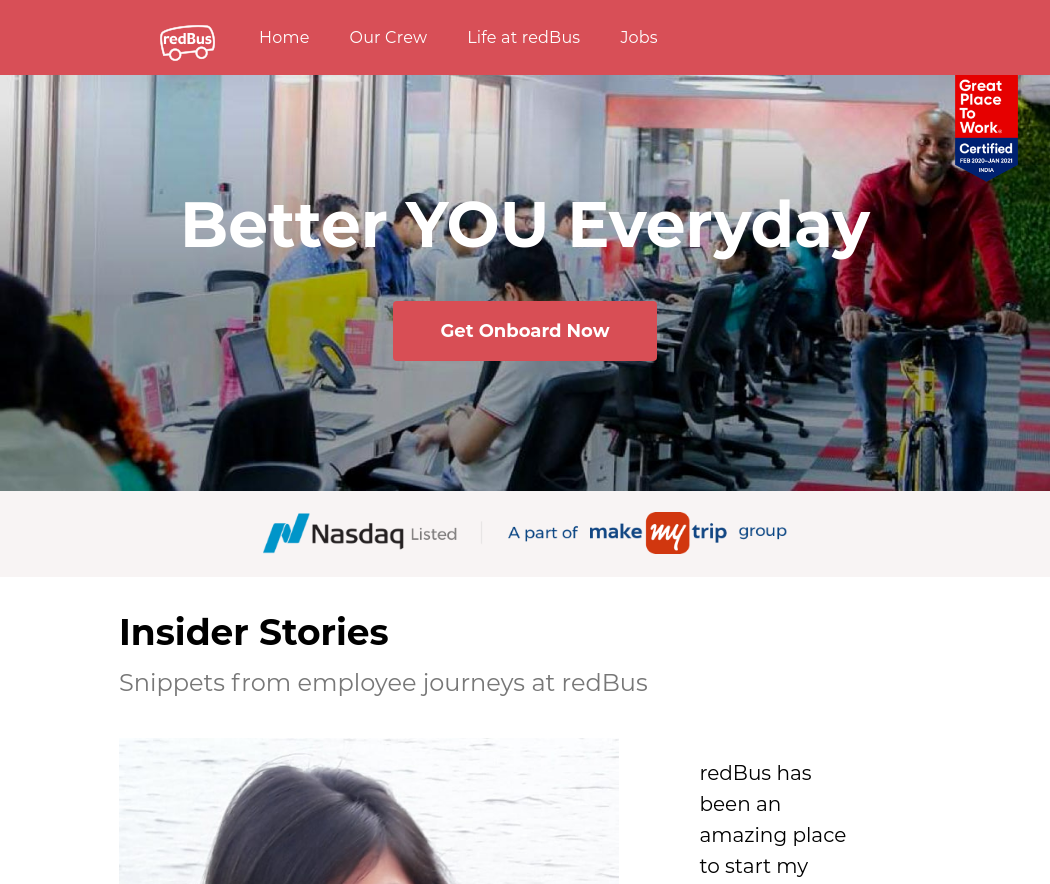 redBus
Home
Our Crew
Life at redBus
Jobs
Great
Place
To
Work®
Certified
FEB 2020–JAN 2021
INDIA
Better YOU Everyday
Get Onboard Now
Nasdaq Listed
A part of make my trip group
Insider Stories
Snippets from employee journeys at redBus
redBus has
been an
amazing place
to start my